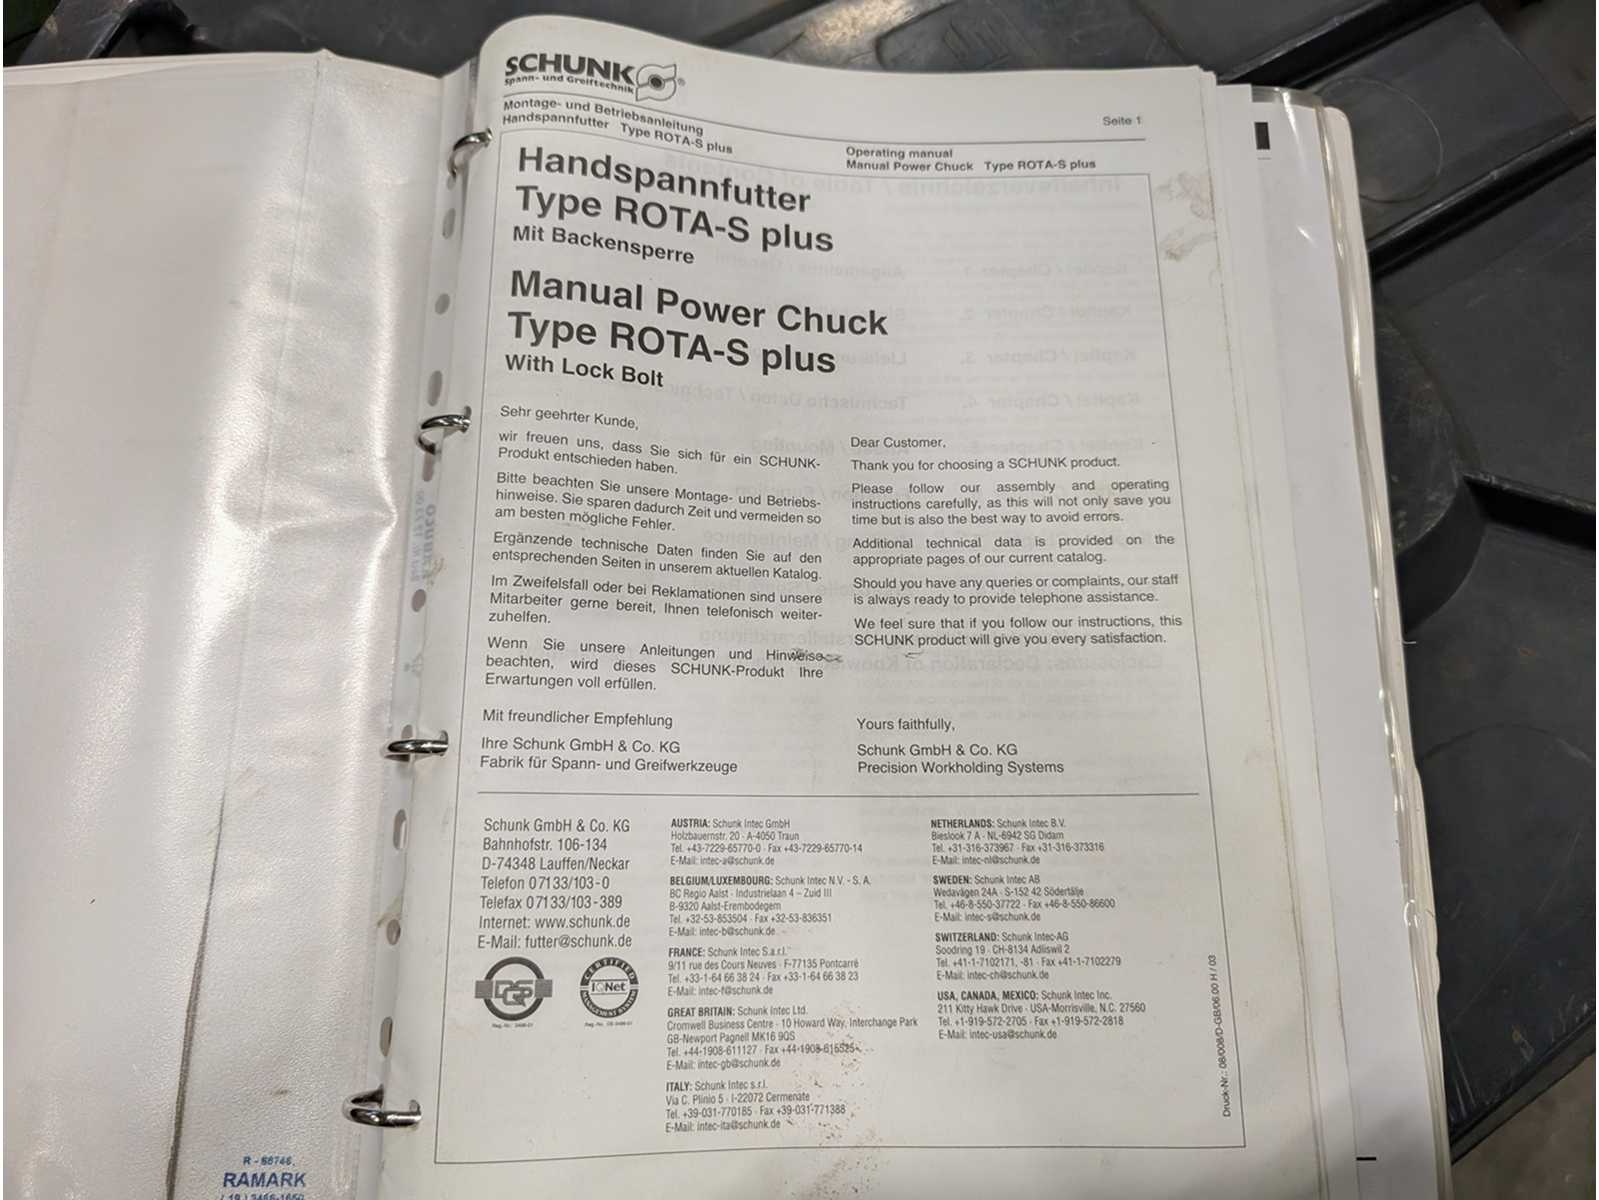 SCHUNK
Spann- und Greiftechnik
®
Montage- und Betriebsanleitung
Handspannfutter Type ROTA-S plus
Seite 1
Operating manual
Manual Power Chuck Type ROTA-S plus
Handspannfutter
Type ROTA-S plus
Mit Backensperre
Manual Power Chuck
Type ROTA-S plus
With Lock Bolt
Sehr geehrter Kunde,
wir freuen uns, dass Sie sich für ein SCHUNK-
Produkt entschieden haben.
Bitte beachten Sie unsere Montage- und Betriebs-
hinweise. Sie sparen dadurch Zeit und vermeiden so
am besten mögliche Fehler.
Ergänzende technische Daten finden Sie auf den
entsprechenden Seiten in unserem aktuellen Katalog.
Im Zweifelsfall oder bei Reklamationen sind unsere
Mitarbeiter gerne bereit, Ihnen telefonisch weiter-
zuhelfen.
Wenn Sie unsere Anleitungen und Hinweise
beachten, wird dieses SCHUNK-Produkt Ihre
Erwartungen voll erfüllen.
Mit freundlicher Empfehlung
Ihre Schunk GmbH & Co. KG
Fabrik für Spann- und Greifwerkzeuge
Dear Customer,
Thank you for choosing a SCHUNK product.
Please follow our assembly and operating
instructions carefully, as this will not only save you
time but is also the best way to avoid errors.
Additional technical data is provided on the
appropriate pages of our current catalog.
Should you have any queries or complaints, our staff
is always ready to provide telephone assistance.
We feel sure that if you follow our instructions, this
SCHUNK product will give you every satisfaction.
Yours faithfully,
Schunk GmbH & Co. KG
Precision Workholding Systems
Schunk GmbH & Co. KG
Bahnhofstr. 106-134
D-74348 Lauffen/Neckar
Telefon 07133/103-0
Telefax 07133/103-389
Internet: www.schunk.de
E-Mail: futter@schunk.de
DQS
CERTIFIED
IQNet
MANAGEMENT SYSTEM
AUSTRIA: Schunk Intec GmbH
Holzbauernstr. 20 · A-4050 Traun
Tel. +43-7229-65770-0 · Fax +43-7229-65770-14
E-Mail: intec-a@schunk.de
BELGIUM/LUXEMBOURG: Schunk Intec N.V. - S. A.
BC Regio Aalst · Industrielaan 4 – Zuid III
B-9320 Aalst-Erembodegem
Tel. +32-53-853504 · Fax +32-53-836351
E-Mail: intec-b@schunk.de
FRANCE: Schunk Intec S.a.r.l.
9/11 rue des Cours Neuves · F-77135 Pontcarré
Tel. +33-1-64 66 38 24 · Fax +33-1-64 66 38 23
E-Mail: intec-f@schunk.de
GREAT BRITAIN: Schunk Intec Ltd.
Cromwell Business Centre · 10 Howard Way, Interchange Park
GB-Newport Pagnell MK16 9QS
Tel. +44-1908-611127 · Fax +44-1908-615525
E-Mail: intec-gb@schunk.de
ITALY: Schunk Intec s.r.l.
Via C. Plinio 5 · I-22072 Cermenate
Tel. +39-031-770185 · Fax +39-031-771388
E-Mail: intec-ita@schunk.de
NETHERLANDS: Schunk Intec B.V.
Bieslook 7 A · NL-6942 SG Didam
Tel. +31-316-373967 · Fax +31-316-373316
E-Mail: intec-nl@schunk.de
SWEDEN: Schunk Intec AB
Wedavägen 24A · S-152 42 Södertälje
Tel. +46-8-550-37722 · Fax +46-8-550-86600
E-Mail: intec-s@schunk.de
SWITZERLAND: Schunk Intec-AG
Soodring 19 · CH-8134 Adliswil 2
Tel. +41-1-7102171, -81 · Fax +41-1-7102279
E-Mail: intec-ch@schunk.de
USA, CANADA, MEXICO: Schunk Intec Inc.
211 Kitty Hawk Drive · USA-Morrisville, N.C. 27560
Tel. +1-919-572-2705 · Fax +1-919-572-2818
E-Mail: intec-usa@schunk.de
Druck-Nr.: 08/008/D-GB/06.00 H / 03
R - 68746
RAMARK